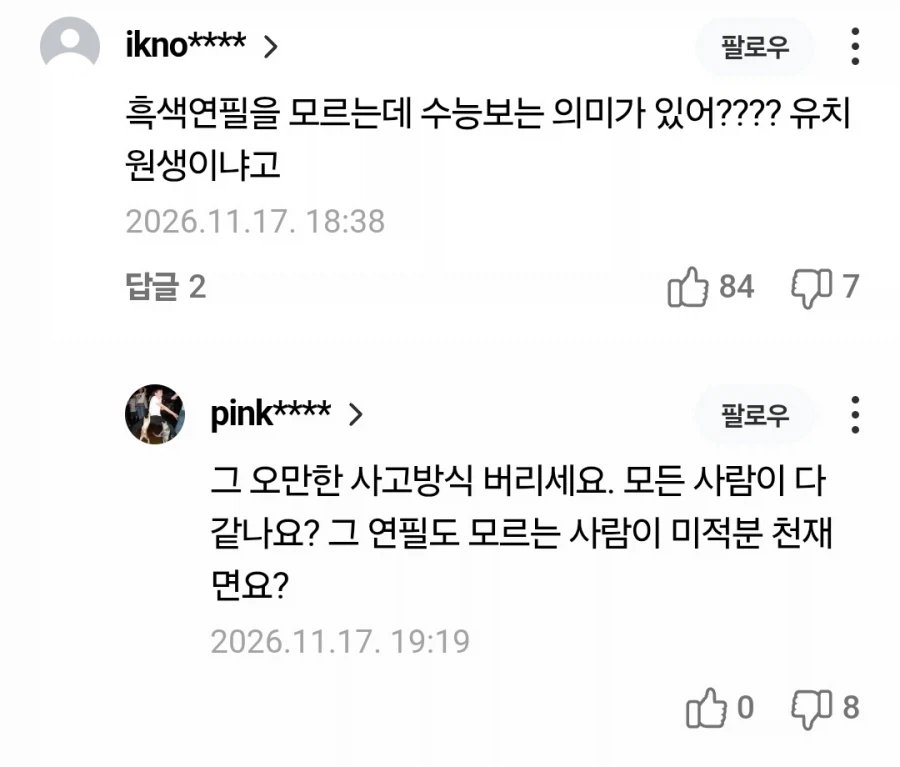 ikno****
팔로우
흑색연필을 모르는데 수능보는 의미가 있어???? 유치
원생이냐고
2026.11.17. 18:38
답글 2
84
7
pink****
팔로우
그 오만한 사고방식 버리세요. 모든 사람이 다
같나요? 그 연필도 모르는 사람이 미적분 천재
면요?
2026.11.17. 19:19
0
8